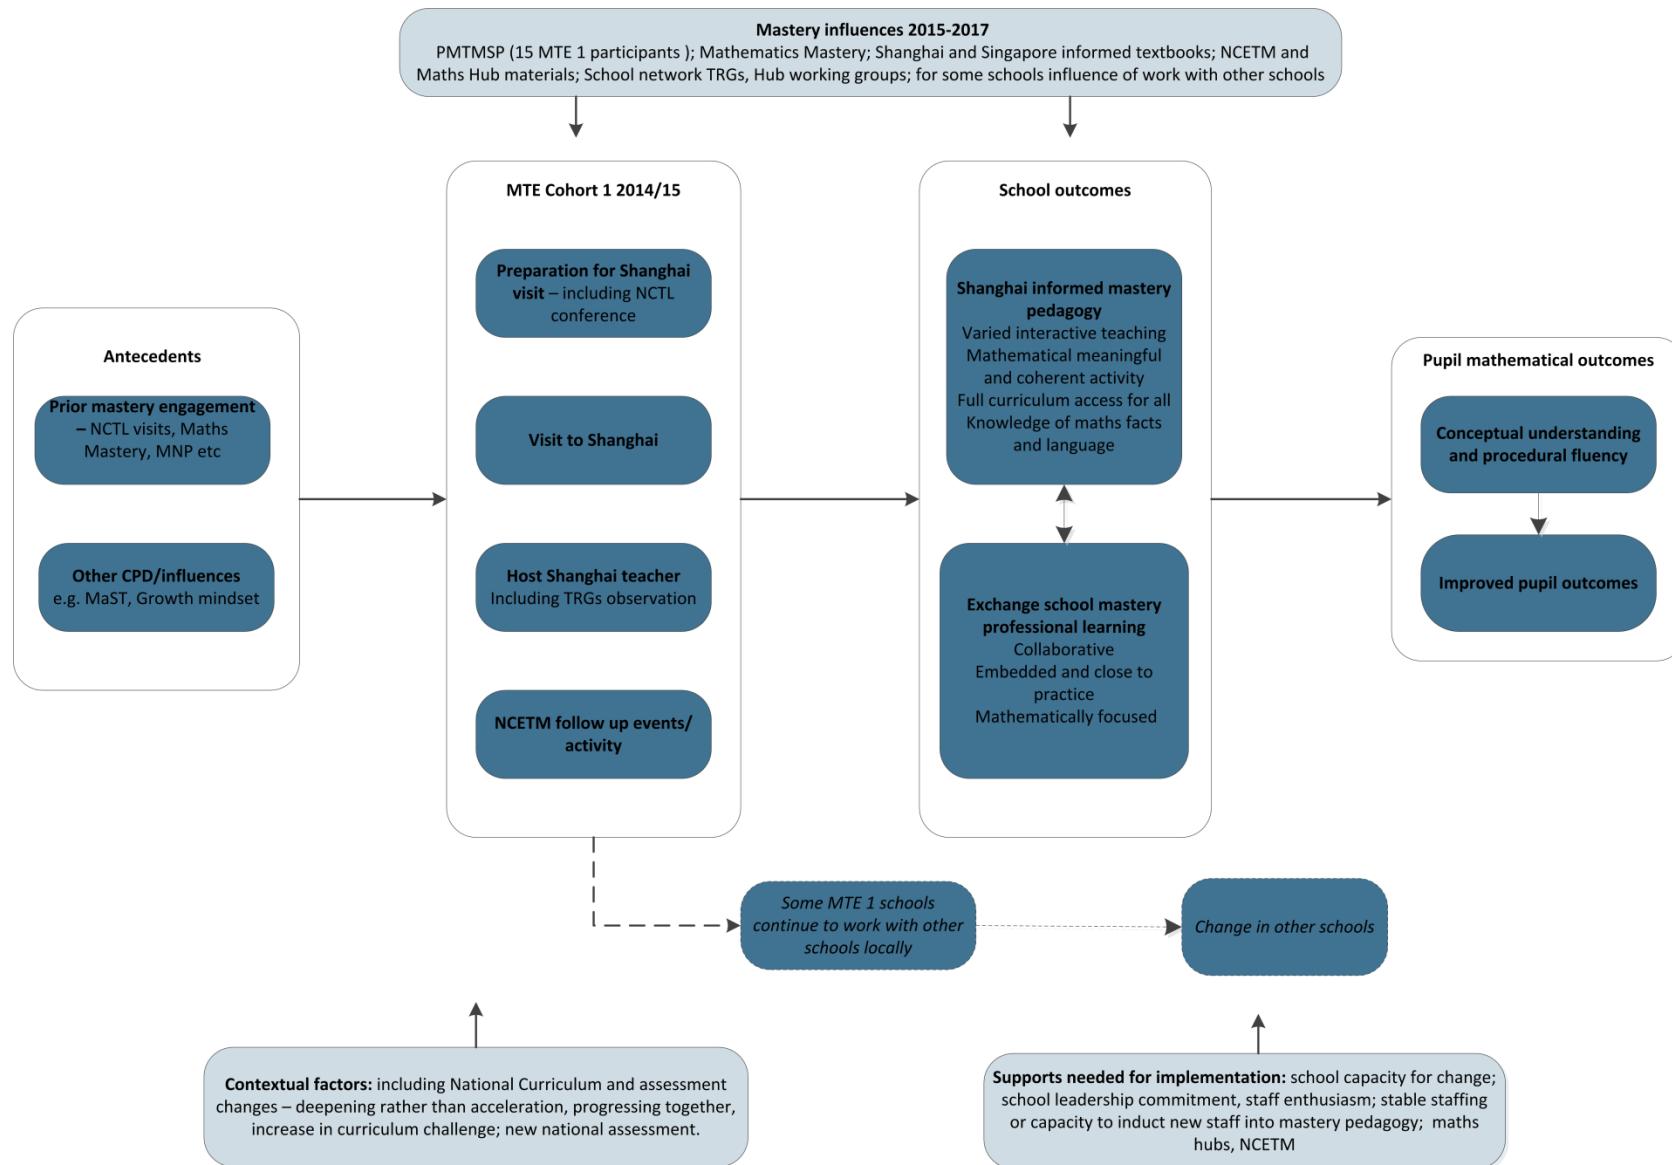 Mastery influences 2015-2017
PMTMSP (15 MTE 1 participants ); Mathematics Mastery; Shanghai and Singapore informed textbooks; NCETM and
Maths Hub materials; School network TRGs, Hub working groups; for some schools influence of work with other schools
Antecedents
Prior mastery engagement
– NCTL visits, Maths
Mastery, MNP etc
Other CPD/influences
e.g. MaST, Growth mindset
MTE Cohort 1 2014/15
Preparation for Shanghai
visit – including NCTL
conference
Visit to Shanghai
Host Shanghai teacher
Including TRGs observation
NCETM follow up events/
activity
School outcomes
Shanghai informed mastery
pedagogy
Varied interactive teaching
Mathematical meaningful
and coherent activity
Full curriculum access for all
Knowledge of maths facts
and language
Exchange school mastery
professional learning
Collaborative
Embedded and close to
practice
Mathematically focused
Pupil mathematical outcomes
Conceptual understanding
and procedural fluency
Improved pupil outcomes
Some MTE 1 schools
continue to work with other
schools locally
Change in other schools
Contextual factors: including National Curriculum and assessment
changes – deepening rather than acceleration, progressing together,
increase in curriculum challenge; new national assessment.
Supports needed for implementation: school capacity for change;
school leadership commitment, staff enthusiasm; stable staffing
or capacity to induct new staff into mastery pedagogy; maths
hubs, NCETM